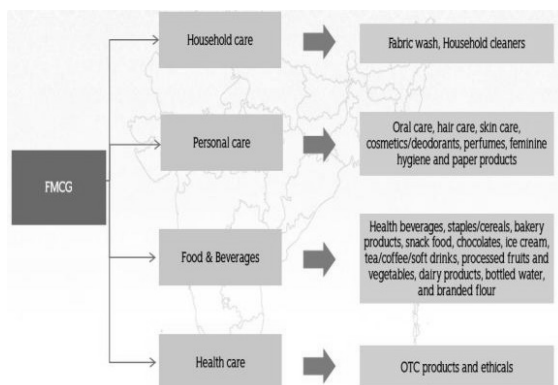 FMCG
Household care
Fabric wash, Household cleaners
Personal care
Oral care, hair care, skin care,
cosmetics/deodorants, perfumes, feminine
hygiene and paper products
Food & Beverages
Health beverages, staples/cereals, bakery
products, snack food, chocolates, ice cream,
tea/coffee/soft drinks, processed fruits and
vegetables, dairy products, bottled water,
and branded flour
Health care
OTC products and ethicals